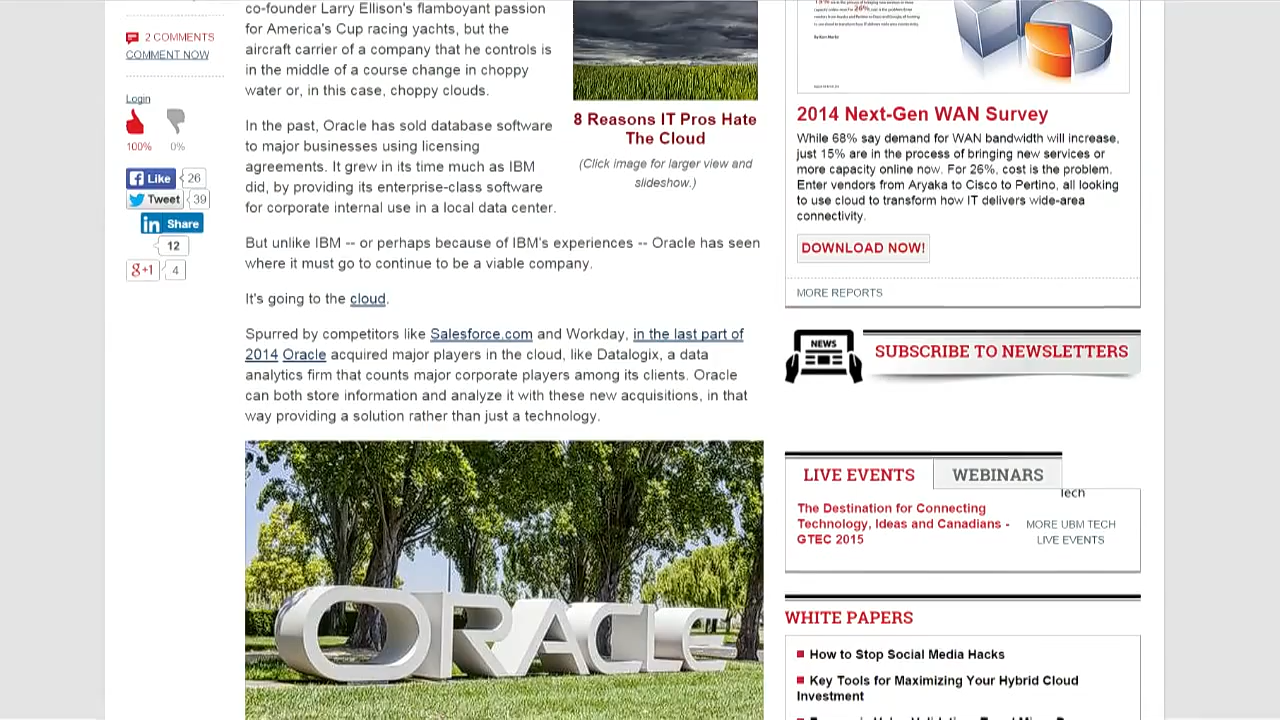 2 COMMENTS
COMMENT NOW
Login
100% 0%
Like 26
Tweet 39
in Share
12
g+1 4
co-founder Larry Ellison's flamboyant passion
for America's Cup racing yachts, but the
aircraft carrier of a company that he controls is
in the middle of a course change in choppy
water or, in this case, choppy clouds.
In the past, Oracle has sold database software
to major businesses using licensing
agreements. It grew in its time much as IBM
did, by providing its enterprise-class software
for corporate internal use in a local data center.
8 Reasons IT Pros Hate
The Cloud
(Click image for larger view and
slideshow.)
But unlike IBM -- or perhaps because of IBM's experiences -- Oracle has seen
where it must go to continue to be a viable company.
It's going to the cloud.
Spurred by competitors like Salesforce.com and Workday, in the last part of
2014 Oracle acquired major players in the cloud, like Datalogix, a data
analytics firm that counts major corporate players among its clients. Oracle
can both store information and analyze it with these new acquisitions, in that
way providing a solution rather than just a technology.
ORACLE
2014 Next-Gen WAN Survey
While 68% say demand for WAN bandwidth will increase,
just 15% are in the process of bringing new services or
more capacity online now. For 26%, cost is the problem.
Enter vendors from Aryaka to Cisco to Pertino, all looking
to use cloud to transform how IT delivers wide-area
connectivity.
DOWNLOAD NOW!
MORE REPORTS
NEWS
SUBSCRIBE TO NEWSLETTERS
LIVE EVENTS WEBINARS
Tech
The Destination for Connecting
Technology, Ideas and Canadians -
GTEC 2015
MORE UBM TECH
LIVE EVENTS
WHITE PAPERS
How to Stop Social Media Hacks
Key Tools for Maximizing Your Hybrid Cloud
Investment